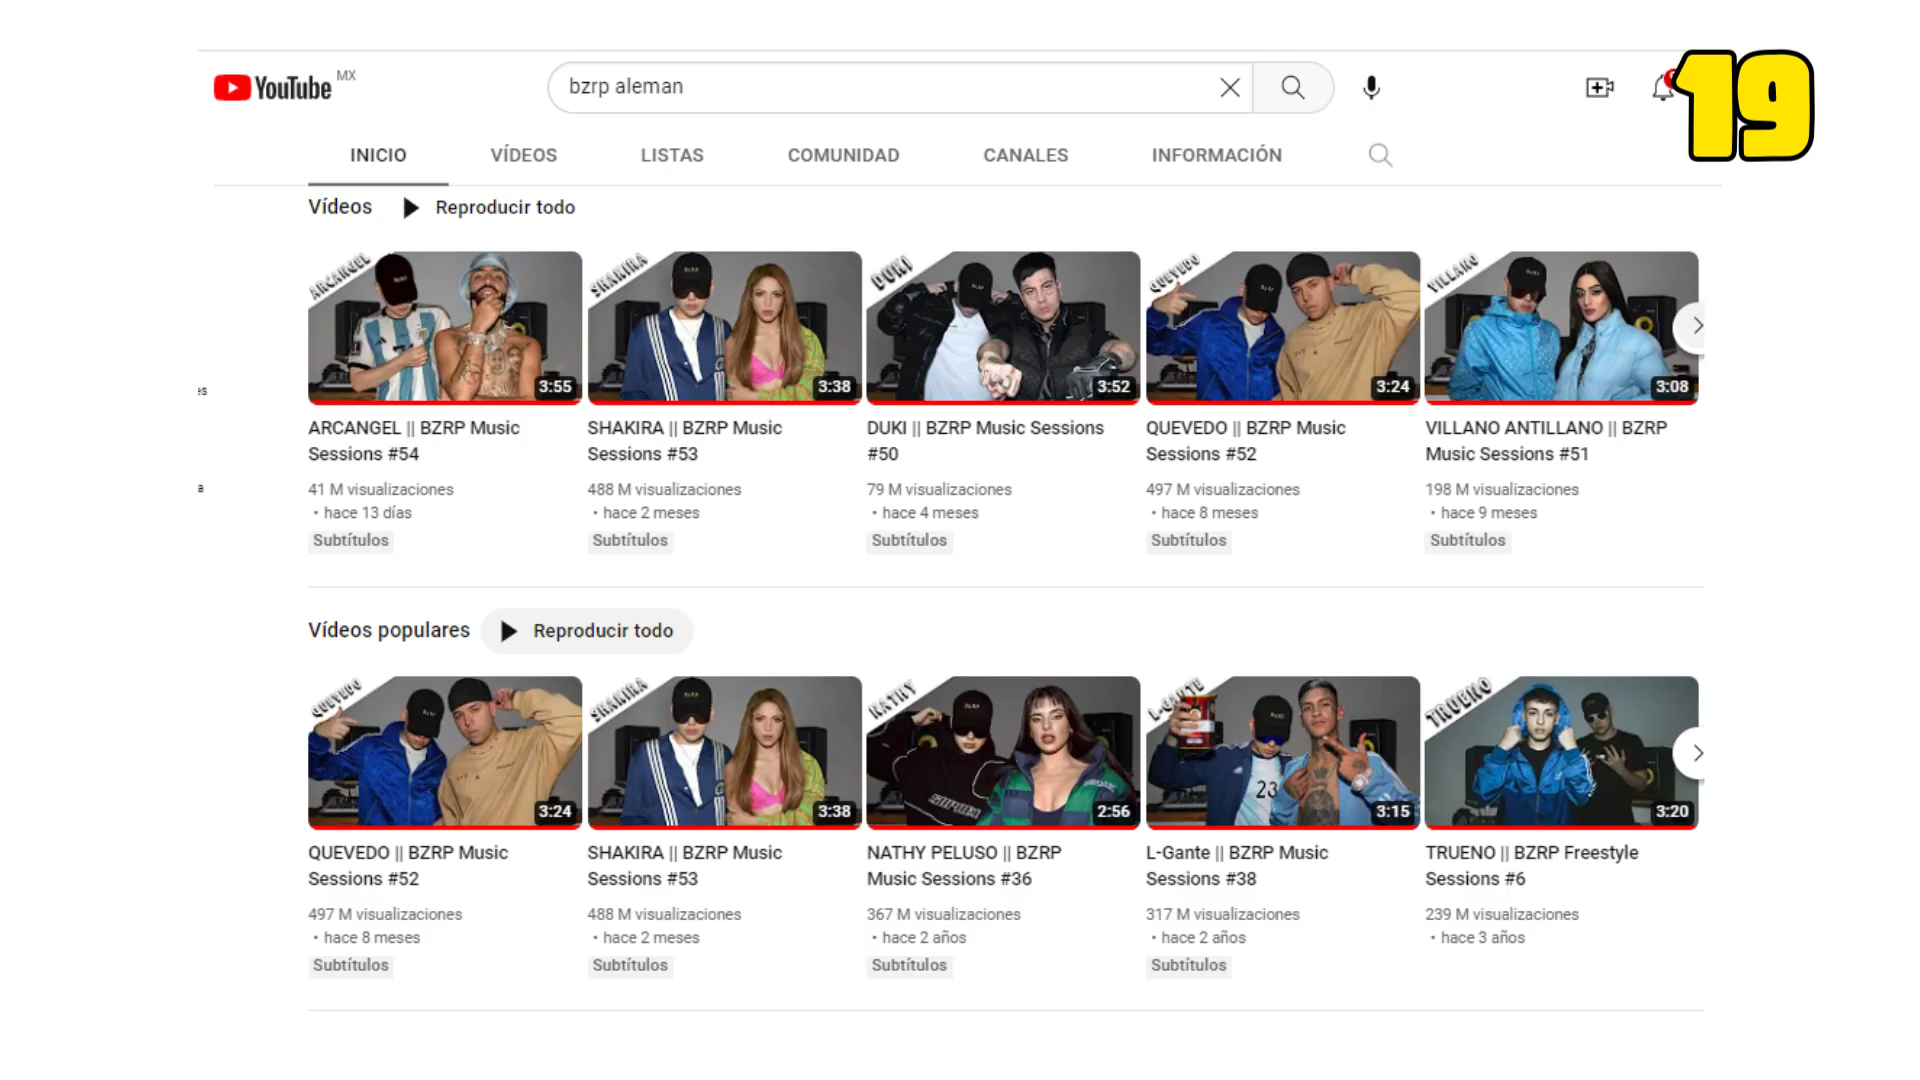 YouTube MX
bzrp aleman
19
INICIO VÍDEOS LISTAS COMUNIDAD CANALES INFORMACIÓN
Vídeos Reproducir todo
ARCANGEL SHAKIRA DUKI QUEVEDO VILLANO
3:55 3:38 3:52 3:24 3:08
ARCANGEL || BZRP Music
Sessions #54
41 M visualizaciones
• hace 13 días
Subtítulos
SHAKIRA || BZRP Music
Sessions #53
488 M visualizaciones
• hace 2 meses
Subtítulos
DUKI || BZRP Music Sessions
#50
79 M visualizaciones
• hace 4 meses
Subtítulos
QUEVEDO || BZRP Music
Sessions #52
497 M visualizaciones
• hace 8 meses
Subtítulos
VILLANO ANTILLANO || BZRP
Music Sessions #51
198 M visualizaciones
• hace 9 meses
Subtítulos
Vídeos populares Reproducir todo
QUEVEDO SHAKIRA NATHY L-GANTE TRUENO
23
3:24 3:38 2:56 3:15 3:20
QUEVEDO || BZRP Music
Sessions #52
497 M visualizaciones
• hace 8 meses
Subtítulos
SHAKIRA || BZRP Music
Sessions #53
488 M visualizaciones
• hace 2 meses
Subtítulos
NATHY PELUSO || BZRP
Music Sessions #36
367 M visualizaciones
• hace 2 años
Subtítulos
L-Gante || BZRP Music
Sessions #38
317 M visualizaciones
• hace 2 años
Subtítulos
TRUENO || BZRP Freestyle
Sessions #6
239 M visualizaciones
• hace 3 años